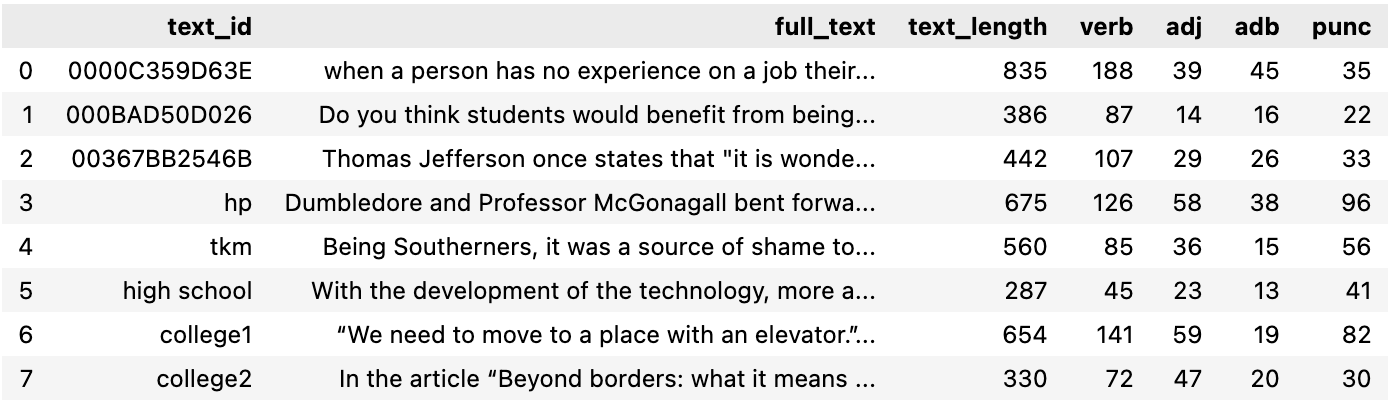 text_id full_text text_length verb adj adb punc
0 0000C359D63E when a person has no experience on a job their... 835 188 39 45 35
1 000BAD50D026 Do you think students would benefit from being... 386 87 14 16 22
2 00367BB2546B Thomas Jefferson once states that "it is wonde... 442 107 29 26 33
3 hp Dumbledore and Professor McGonagall bent forwa... 675 126 58 38 96
4 tkm Being Southerners, it was a source of shame to... 560 85 36 15 56
5 high school With the development of the technology, more a... 287 45 23 13 41
6 college1 “We need to move to a place with an elevator.”... 654 141 59 19 82
7 college2 In the article “Beyond borders: what it means ... 330 72 47 20 30